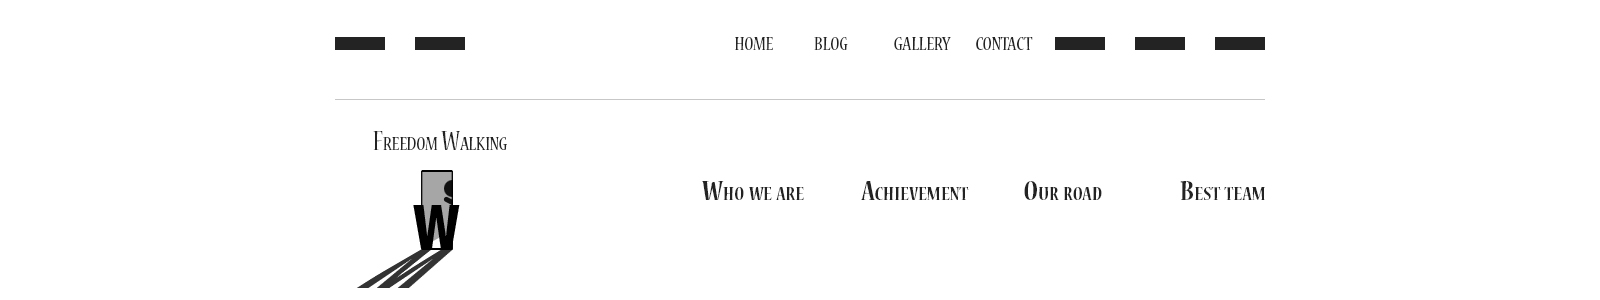 HOME BLOG GALLERY CONTACT
Freedom Walking
Who we are Achievement Our road Best team
W